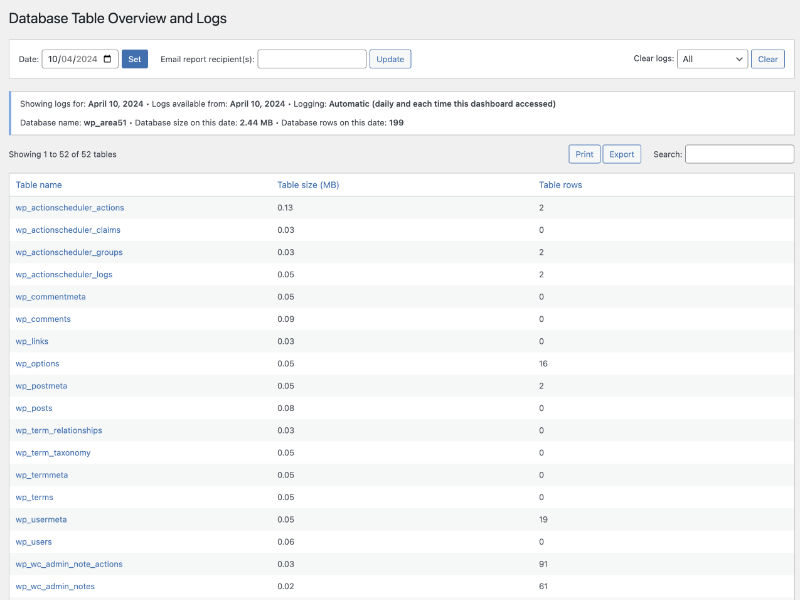 Database Table Overview and Logs
Date: 10/04/2024 Set Email report recipient(s): Update Clear logs: All Clear
Showing logs for: April 10, 2024 • Logs available from: April 10, 2024 • Logging: Automatic (daily and each time this dashboard accessed)
Database name: wp_area51 • Database size on this date: 2.44 MB • Database rows on this date: 199
Showing 1 to 52 of 52 tables Print Export Search:
Table name Table size (MB) Table rows
wp_actionscheduler_actions 0.13 2
wp_actionscheduler_claims 0.03 0
wp_actionscheduler_groups 0.03 2
wp_actionscheduler_logs 0.05 2
wp_commentmeta 0.05 0
wp_comments 0.09 0
wp_links 0.03 0
wp_options 0.05 16
wp_postmeta 0.05 2
wp_posts 0.08 0
wp_term_relationships 0.03 0
wp_term_taxonomy 0.05 0
wp_termmeta 0.05 0
wp_terms 0.05 0
wp_usermeta 0.05 19
wp_users 0.06 0
wp_wc_admin_note_actions 0.03 91
wp_wc_admin_notes 0.02 61